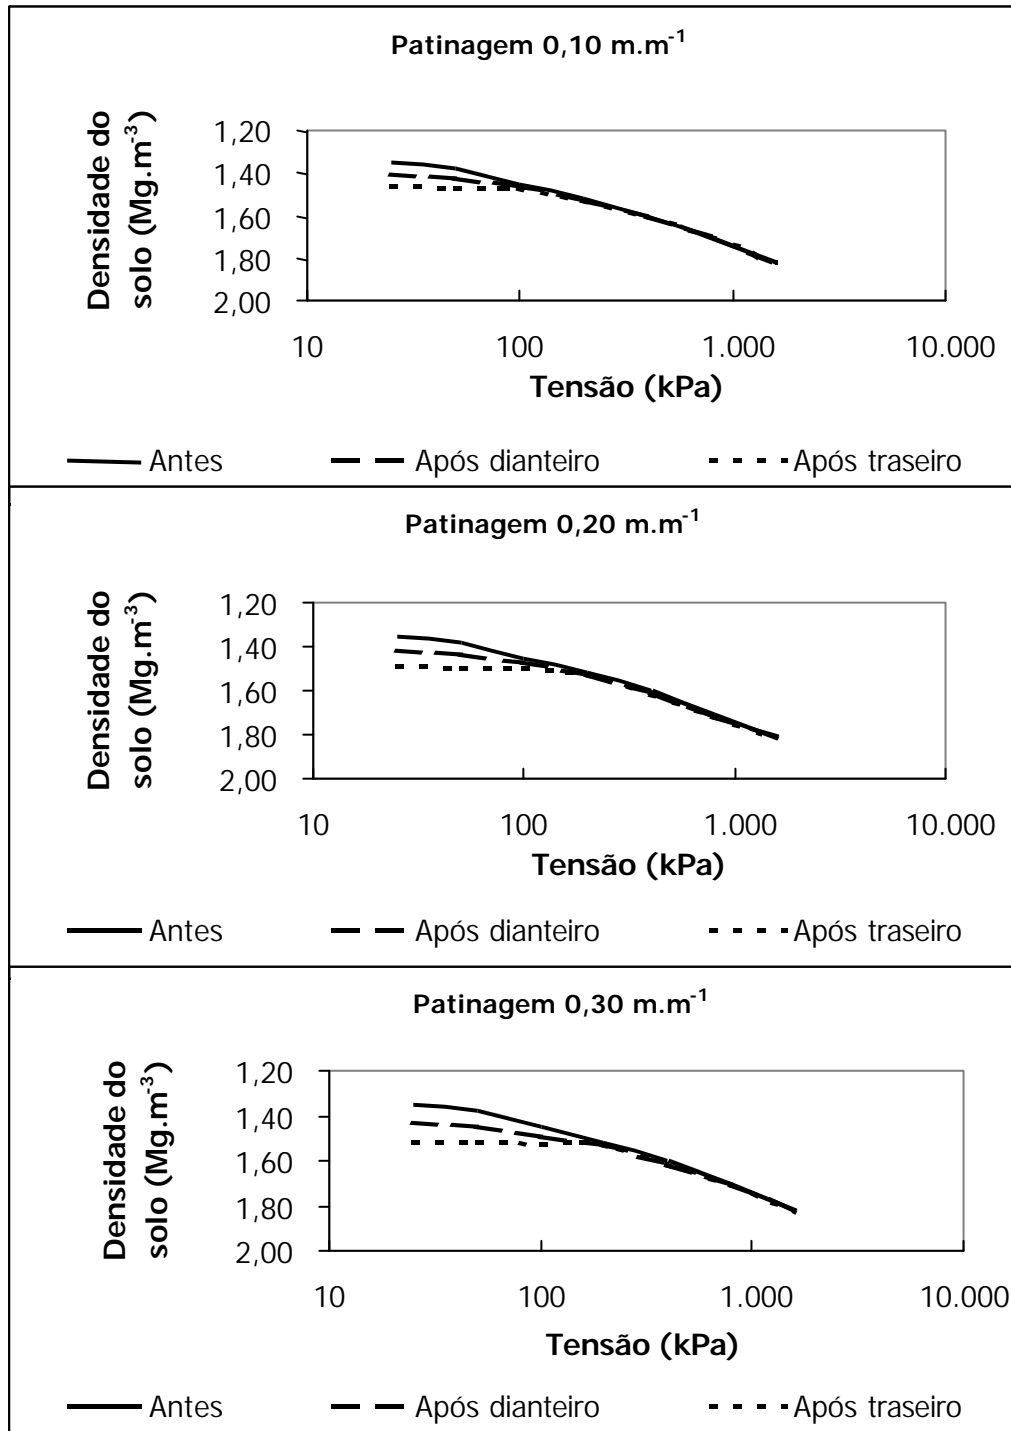 Patinagem 0,10 m.m⁻¹
Densidade do
solo (Mg.m⁻³)
1,20
1,40
1,60
1,80
2,00
10 100 1.000 10.000
Tensão (kPa)
Antes Após dianteiro Após traseiro
Patinagem 0,20 m.m⁻¹
Densidade do
solo (Mg.m⁻³)
1,20
1,40
1,60
1,80
2,00
10 100 1.000 10.000
Tensão (kPa)
Antes Após dianteiro Após traseiro
Patinagem 0,30 m.m⁻¹
Densidade do
solo (Mg.m⁻³)
1,20
1,40
1,60
1,80
2,00
10 100 1.000 10.000
Tensão (kPa)
Antes Após dianteiro Após traseiro